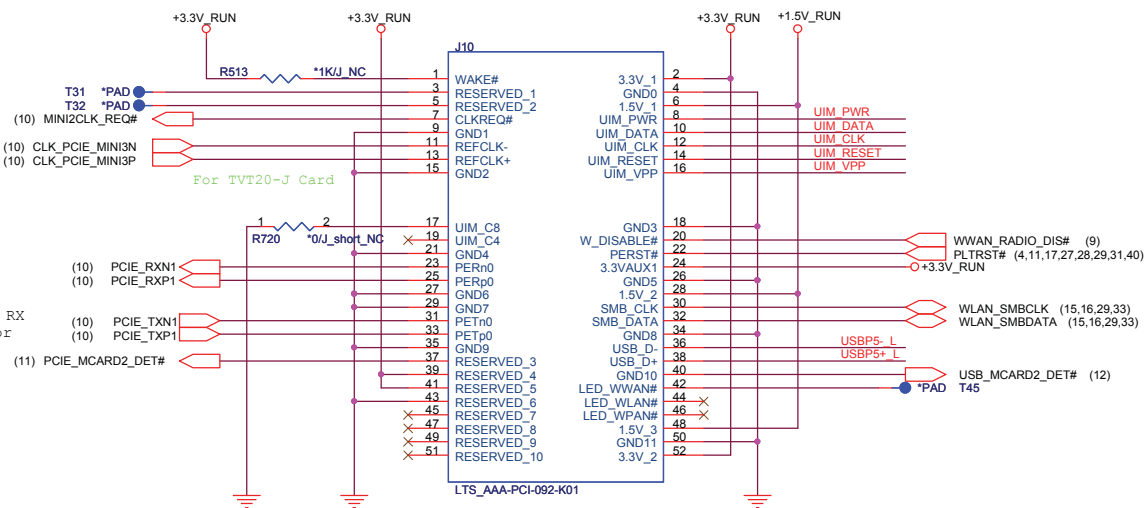 +3.3V_RUN +3.3V_RUN +3.3V_RUN +1.5V_RUN
J10
R513 *1K/J_NC 1 WAKE# 3.3V_1 2
T31 *PAD 3 RESERVED_1 GND0 4
T32 *PAD 5 RESERVED_2 1.5V_1 6
(10) MINI2CLK_REQ# 7 CLKREQ# UIM_PWR 8 UIM_PWR
9 GND1 UIM_DATA 10 UIM_DATA
(10) CLK_PCIE_MINI3N 11 REFCLK- UIM_CLK 12 UIM_CLK
(10) CLK_PCIE_MINI3P 13 REFCLK+ UIM_RESET 14 UIM_RESET
15 GND2 UIM_VPP 16 UIM_VPP
For TVT20-J Card
1 2 17 UIM_C8 GND3 18
R720 *0/J_short_NC 19 UIM_C4 W_DISABLE# 20 WWAN_RADIO_DIS# (9)
21 GND4 PERST# 22 PLTRST# (4,11,17,27,28,29,31,40)
(10) PCIE_RXN1 23 PERn0 3.3VAUX1 24 +3.3V_RUN
(10) PCIE_RXP1 25 PERp0 GND5 26
27 GND6 1.5V_2 28
RX 29 GND7 SMB_CLK 30 WLAN_SMBCLK (15,16,29,33)
(10) PCIE_TXN1 31 PETn0 SMB_DATA 32 WLAN_SMBDATA (15,16,29,33)
or (10) PCIE_TXP1 33 PETp0 GND8 34
35 GND9 USB_D- 36 USBP5-_L
(11) PCIE_MCARD2_DET# 37 RESERVED_3 USB_D+ 38 USBP5+_L
39 RESERVED_4 GND10 40 USB_MCARD2_DET# (12)
41 RESERVED_5 LED_WWAN# 42 *PAD T45
43 RESERVED_6 LED_WLAN# 44
45 RESERVED_7 LED_WPAN# 46
47 RESERVED_8 1.5V_3 48
49 RESERVED_9 GND11 50
51 RESERVED_10 3.3V_2 52
LTS_AAA-PCI-092-K01